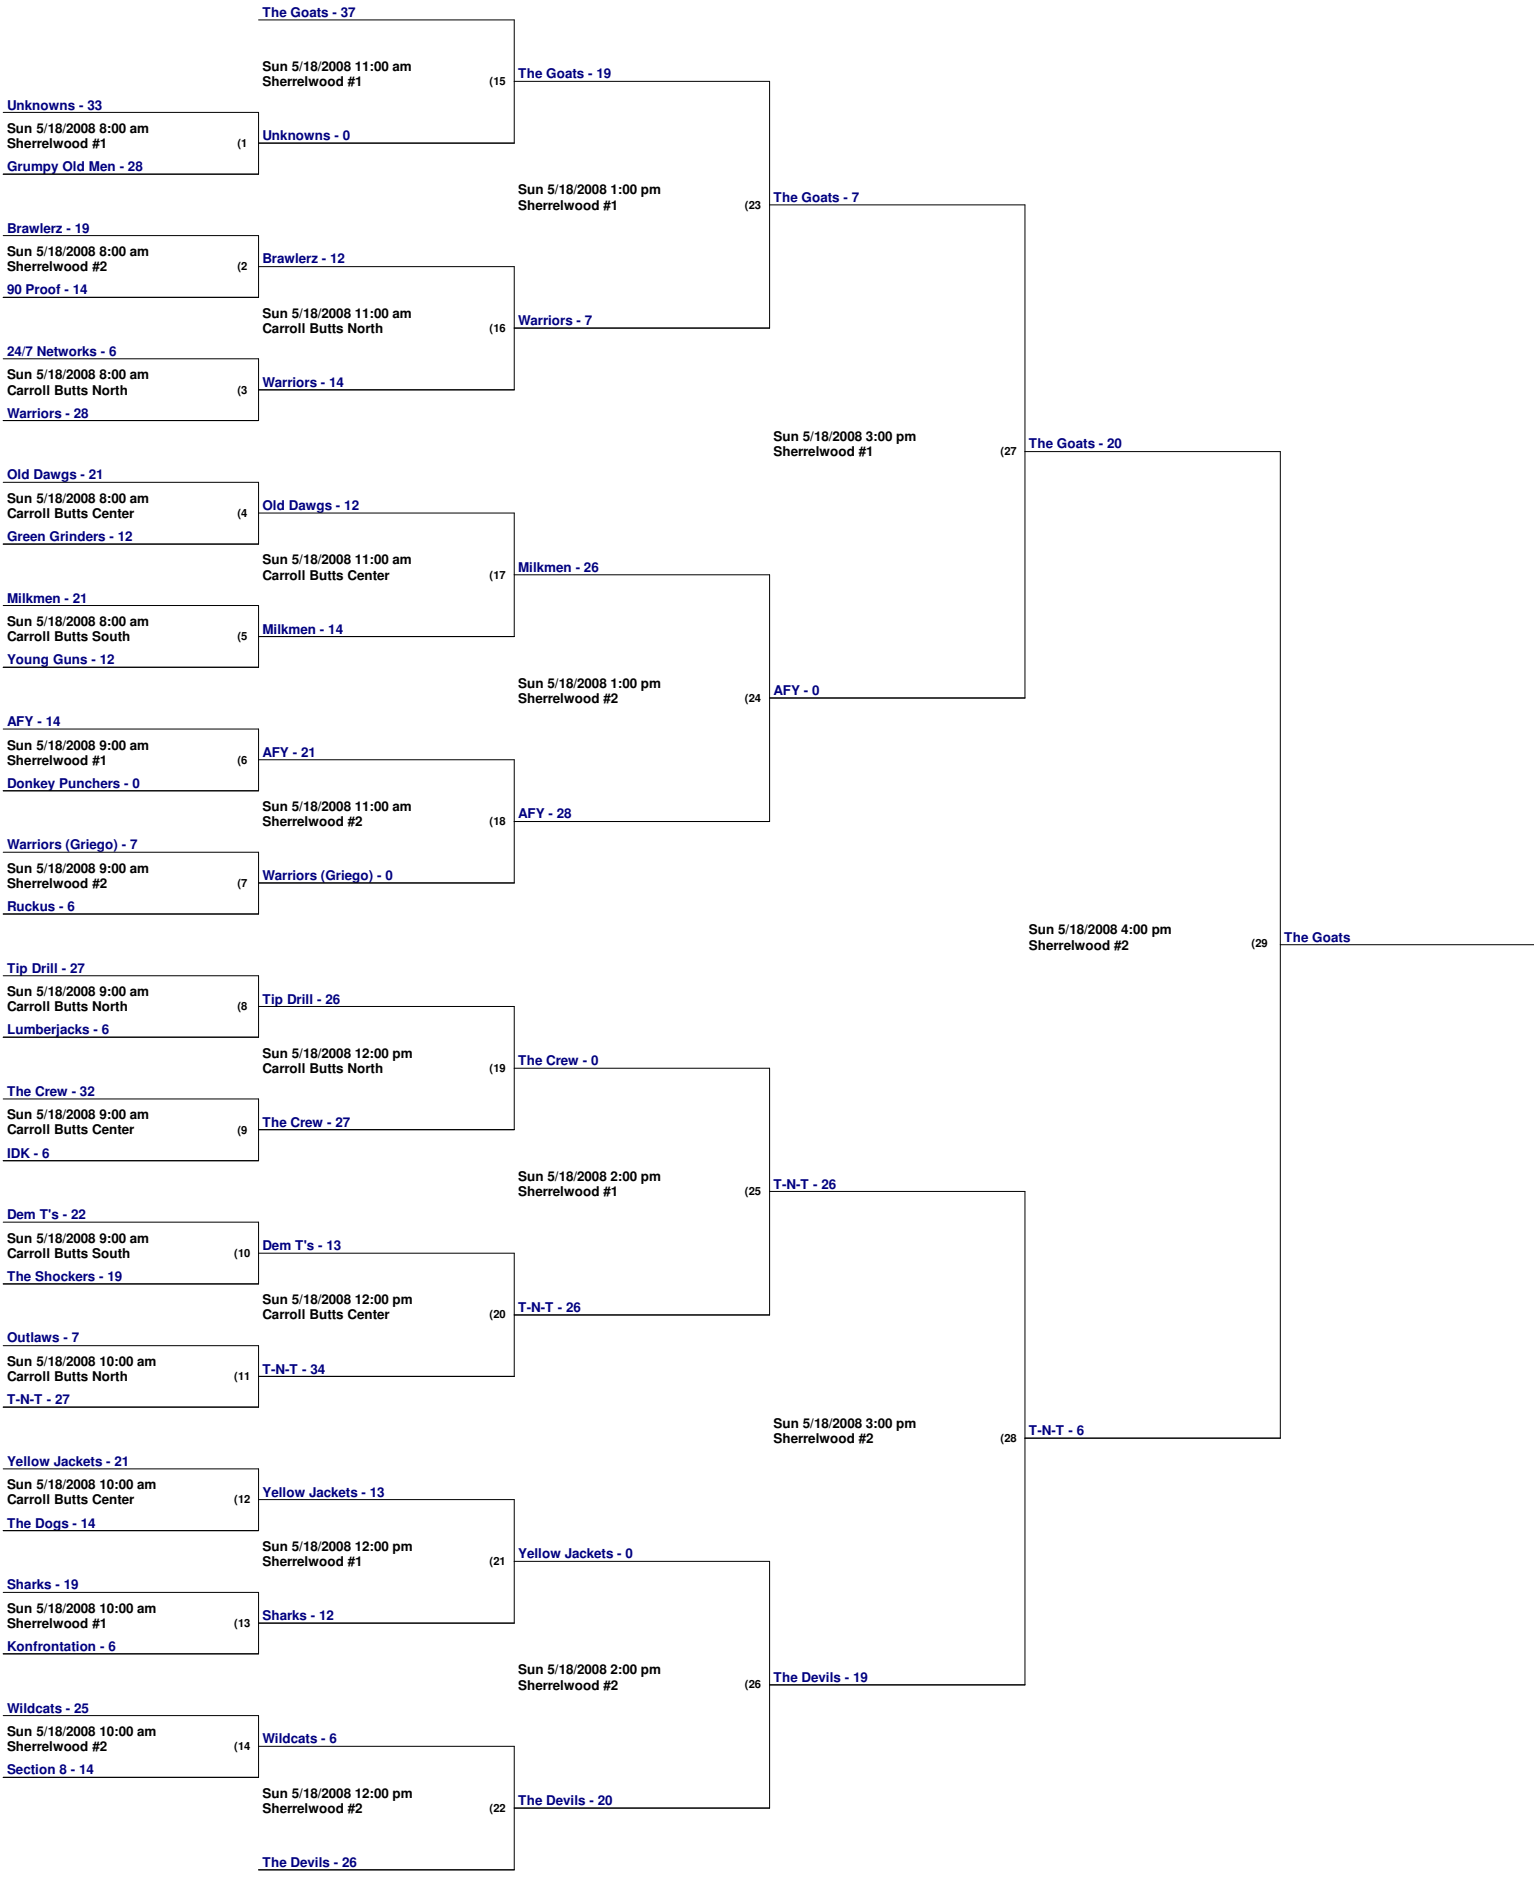 The Goats - 37
Sun 5/18/2008 11:00 am
Sherrelwood #1
(15
The Goats - 19
Unknowns - 33
Sun 5/18/2008 8:00 am
Sherrelwood #1
(1
Unknowns - 0
Grumpy Old Men - 28
Sun 5/18/2008 1:00 pm
Sherrelwood #1
(23
The Goats - 7
Brawlerz - 19
Sun 5/18/2008 8:00 am
Sherrelwood #2
(2
Brawlerz - 12
90 Proof - 14
Sun 5/18/2008 11:00 am
Carroll Butts North
(16
Warriors - 7
24/7 Networks - 6
Sun 5/18/2008 8:00 am
Carroll Butts North
(3
Warriors - 14
Warriors - 28
Sun 5/18/2008 3:00 pm
Sherrelwood #1
(27
The Goats - 20
Old Dawgs - 21
Sun 5/18/2008 8:00 am
Carroll Butts Center
(4
Old Dawgs - 12
Green Grinders - 12
Sun 5/18/2008 11:00 am
Carroll Butts Center
(17
Milkmen - 26
Milkmen - 21
Sun 5/18/2008 8:00 am
Carroll Butts South
(5
Milkmen - 14
Young Guns - 12
Sun 5/18/2008 1:00 pm
Sherrelwood #2
(24
AFY - 0
AFY - 14
Sun 5/18/2008 9:00 am
Sherrelwood #1
(6
AFY - 21
Donkey Punchers - 0
Sun 5/18/2008 11:00 am
Sherrelwood #2
(18
AFY - 28
Warriors (Griego) - 7
Sun 5/18/2008 9:00 am
Sherrelwood #2
(7
Warriors (Griego) - 0
Ruckus - 6
Sun 5/18/2008 4:00 pm
Sherrelwood #2
(29
The Goats
Tip Drill - 27
Sun 5/18/2008 9:00 am
Carroll Butts North
(8
Tip Drill - 26
Lumberjacks - 6
Sun 5/18/2008 12:00 pm
Carroll Butts North
(19
The Crew - 0
The Crew - 32
Sun 5/18/2008 9:00 am
Carroll Butts Center
(9
The Crew - 27
IDK - 6
Sun 5/18/2008 2:00 pm
Sherrelwood #1
(25
T-N-T - 26
Dem T's - 22
Sun 5/18/2008 9:00 am
Carroll Butts South
(10
Dem T's - 13
The Shockers - 19
Sun 5/18/2008 12:00 pm
Carroll Butts Center
(20
T-N-T - 26
Outlaws - 7
Sun 5/18/2008 10:00 am
Carroll Butts North
(11
T-N-T - 34
T-N-T - 27
Sun 5/18/2008 3:00 pm
Sherrelwood #2
(28
T-N-T - 6
Yellow Jackets - 21
Sun 5/18/2008 10:00 am
Carroll Butts Center
(12
Yellow Jackets - 13
The Dogs - 14
Sun 5/18/2008 12:00 pm
Sherrelwood #1
(21
Yellow Jackets - 0
Sharks - 19
Sun 5/18/2008 10:00 am
Sherrelwood #1
(13
Sharks - 12
Konfrontation - 6
Sun 5/18/2008 2:00 pm
Sherrelwood #2
(26
The Devils - 19
Wildcats - 25
Sun 5/18/2008 10:00 am
Sherrelwood #2
(14
Wildcats - 6
Section 8 - 14
Sun 5/18/2008 12:00 pm
Sherrelwood #2
(22
The Devils - 20
The Devils - 26